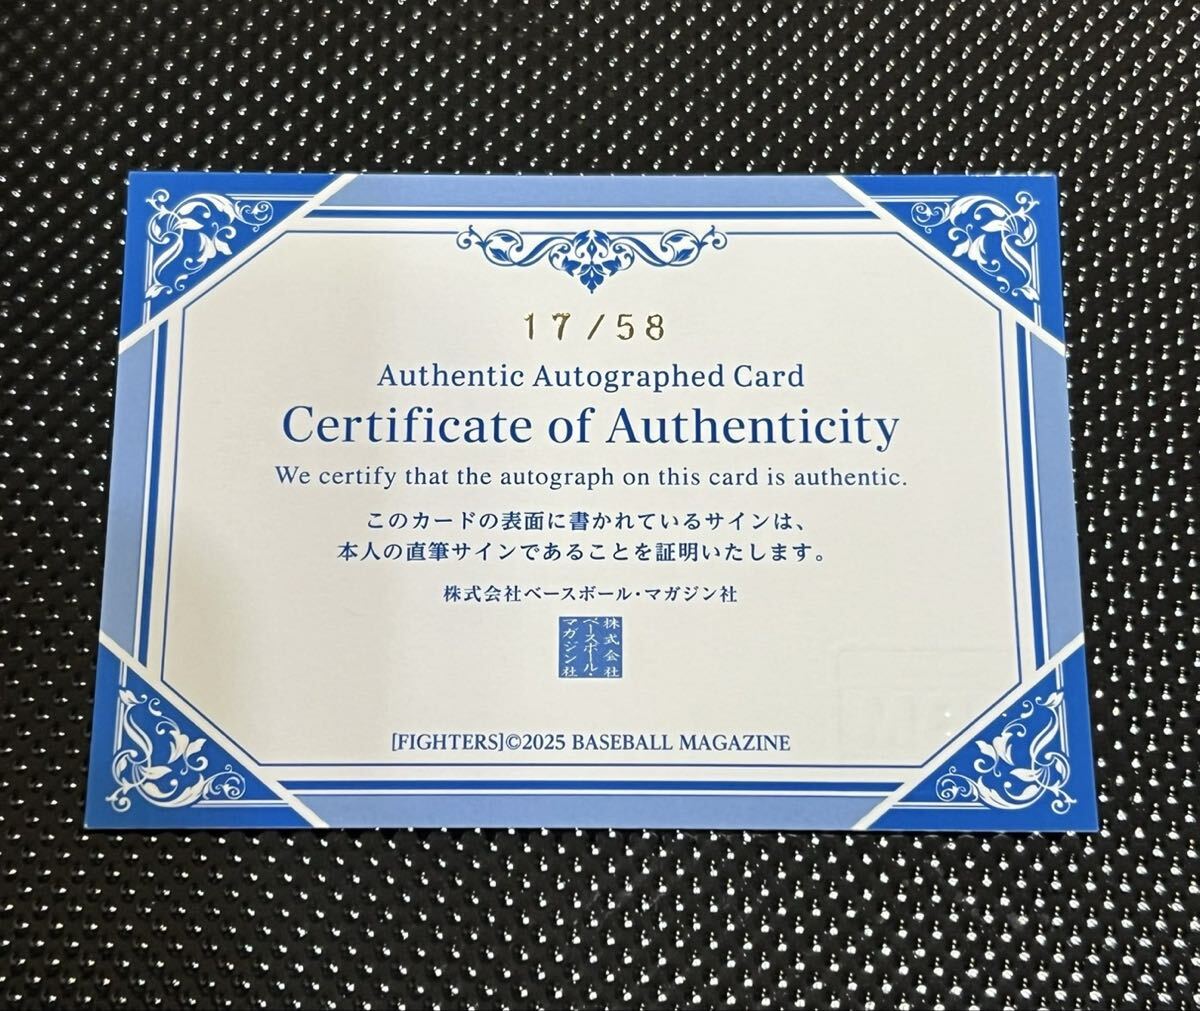 17/58
Authentic Autographed Card
Certificate of Authenticity
We certify that the autograph on this card is authentic.
このカードの表面に書かれているサインは、
本人の直筆サインであることを証明いたします。
株式会社ベースボール・マガジン社
株式会社
ベースボール・
マガジン社
[FIGHTERS]©2025 BASEBALL MAGAZINE